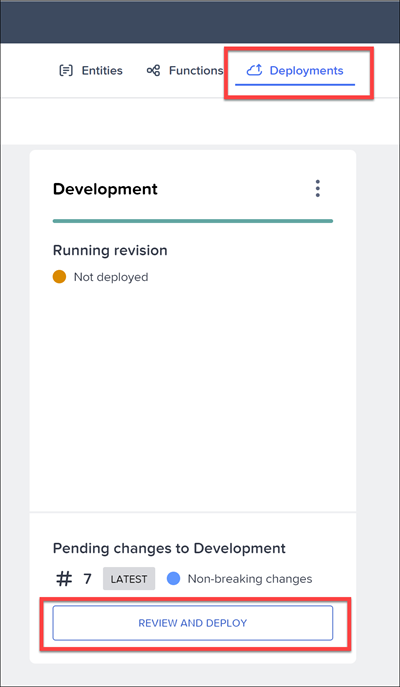 Entities Functions Deployments
Development
Running revision
Not deployed
Pending changes to Development
# 7 LATEST Non-breaking changes
REVIEW AND DEPLOY